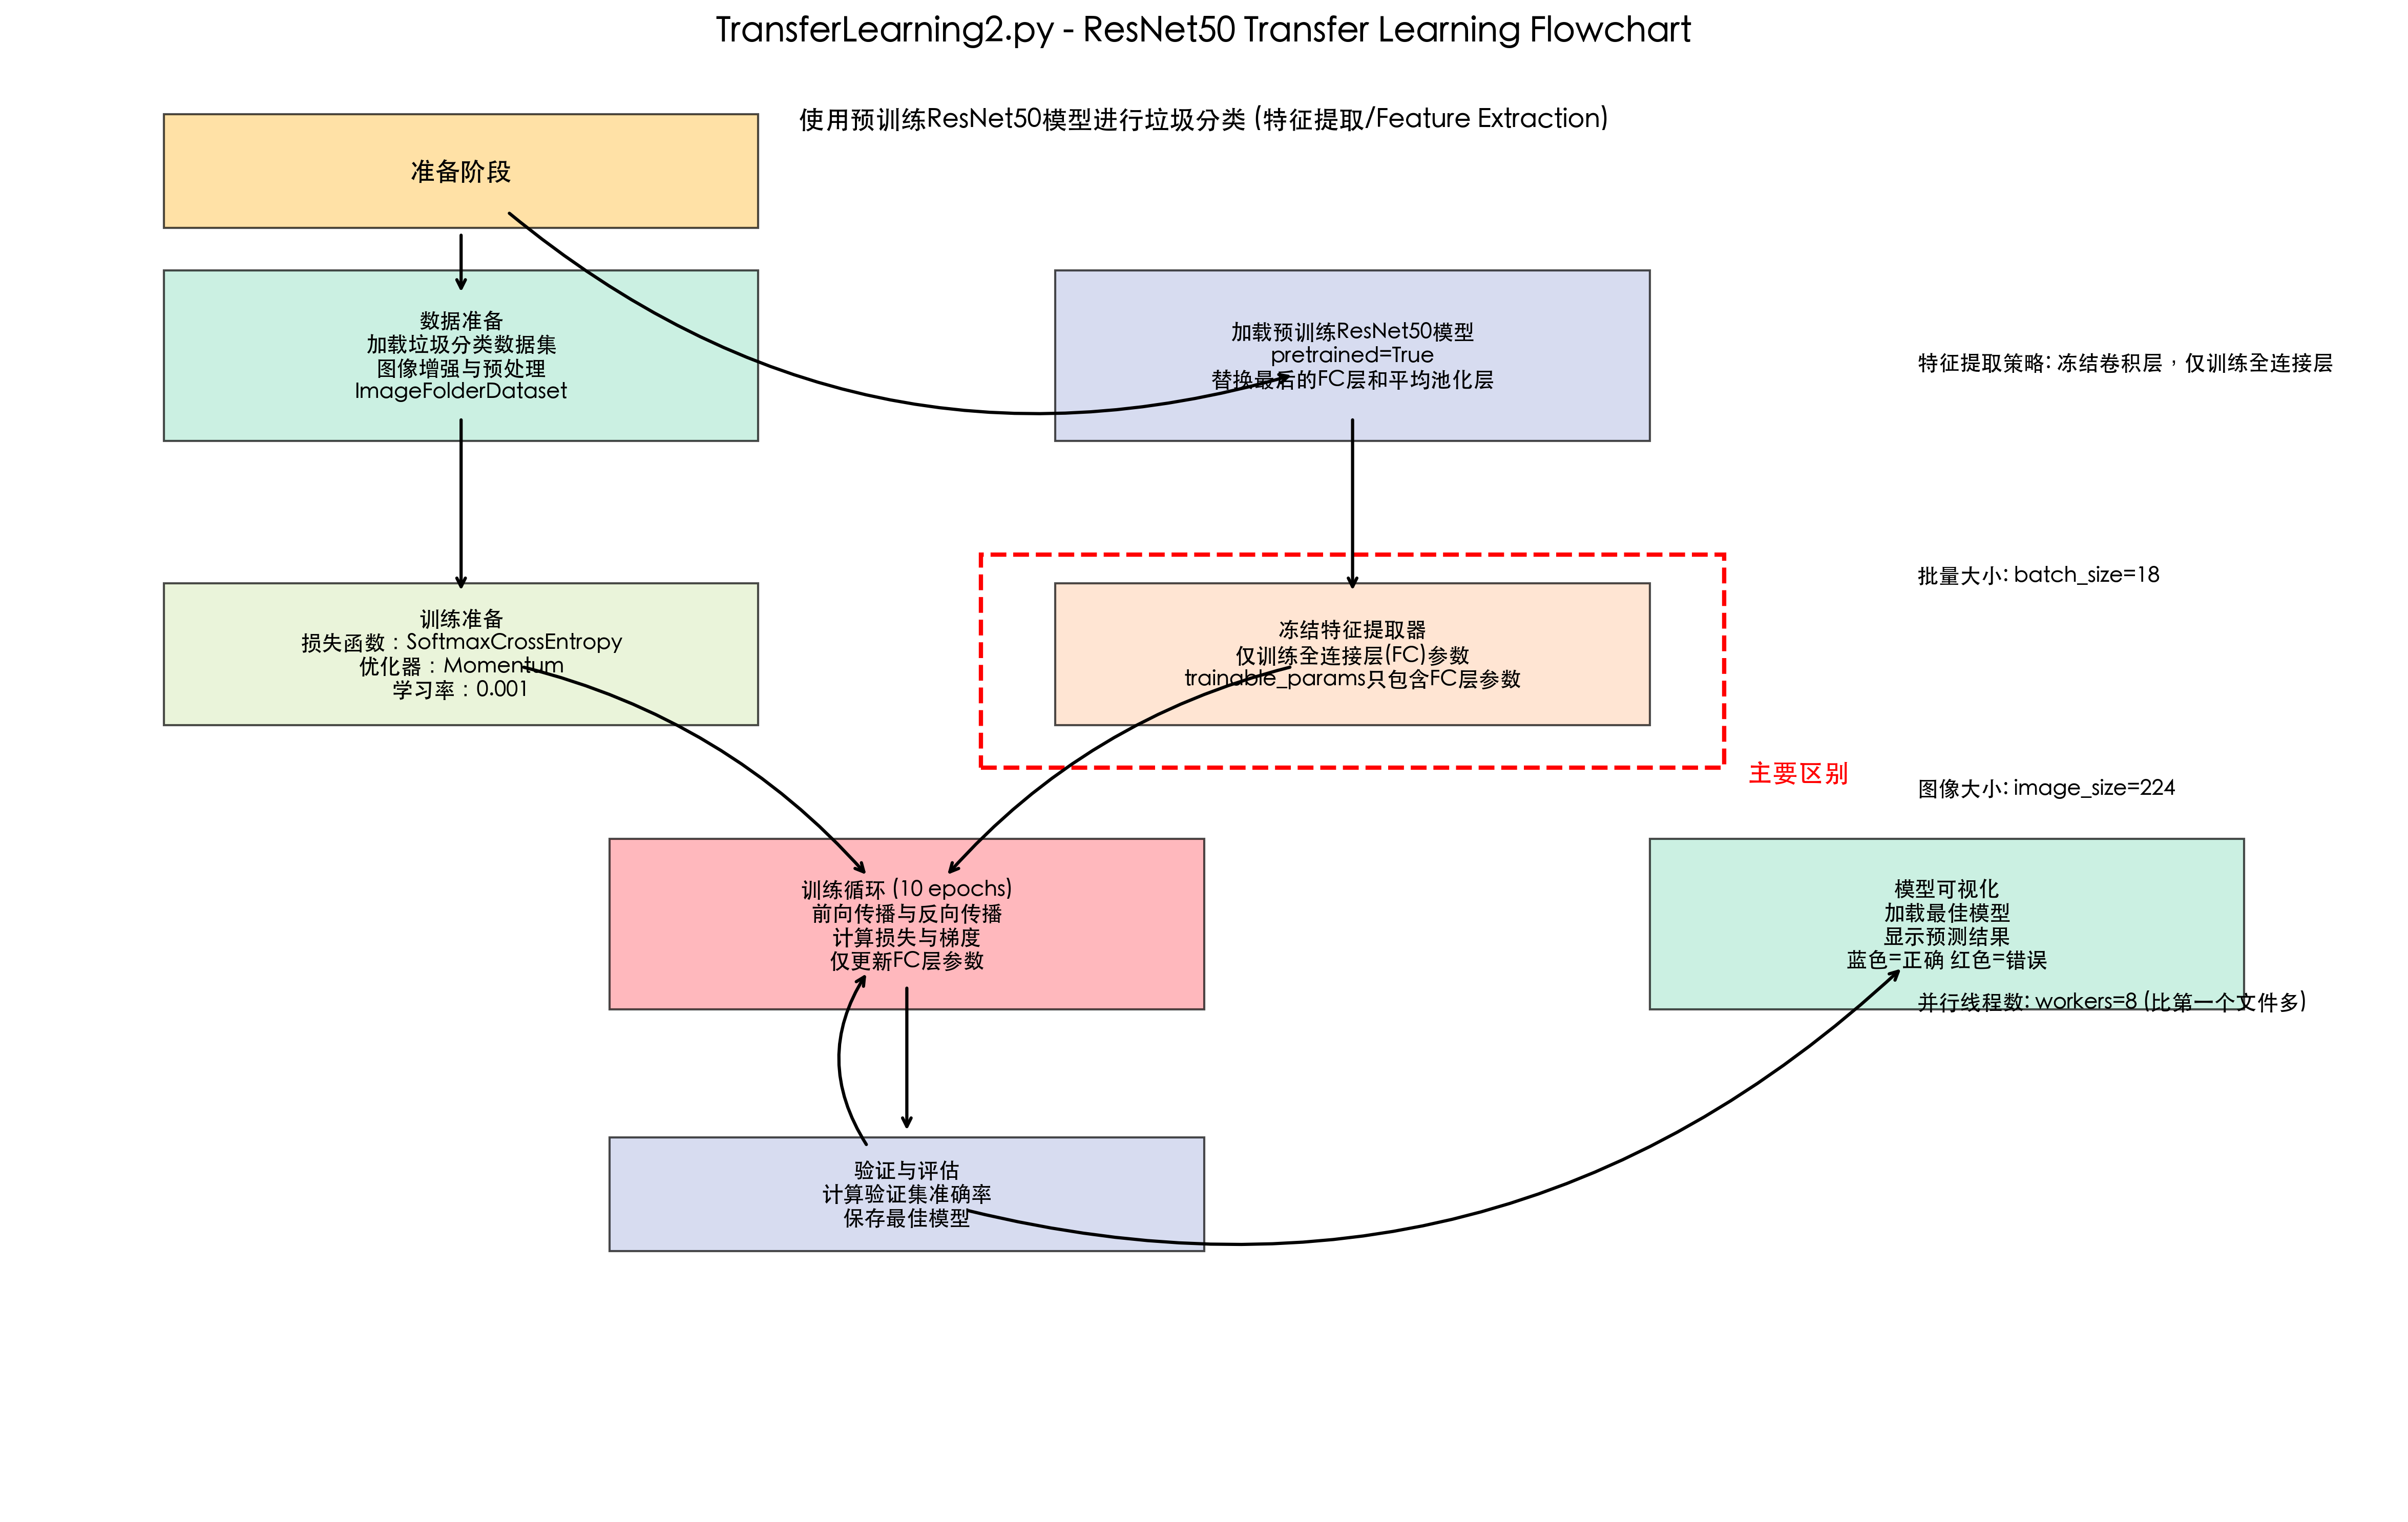 TransferLearning2.py - ResNet50 Transfer Learning Flowchart
使用预训练ResNet50模型进行垃圾分类 (特征提取/Feature Extraction)
准备阶段
数据准备
加载垃圾分类数据集
图像增强与预处理
ImageFolderDataset
加载预训练ResNet50模型
pretrained=True
替换最后的FC层和平均池化层
特征提取策略: 冻结卷积层，仅训练全连接层
训练准备
损失函数：SoftmaxCrossEntropy
优化器：Momentum
学习率：0.001
冻结特征提取器
仅训练全连接层(FC)参数
trainable_params只包含FC层参数
主要区别
批量大小: batch_size=18
图像大小: image_size=224
训练循环 (10 epochs)
前向传播与反向传播
计算损失与梯度
仅更新FC层参数
模型可视化
加载最佳模型
显示预测结果
蓝色=正确 红色=错误
并行线程数: workers=8 (比第一个文件多)
验证与评估
计算验证集准确率
保存最佳模型